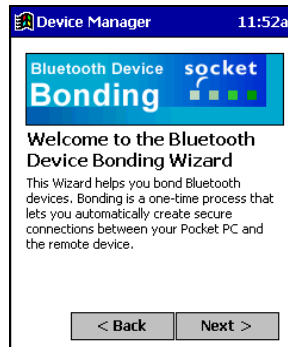 Device Manager 11:52a
Bluetooth Device socket
Bonding
Welcome to the Bluetooth
Device Bonding Wizard
This Wizard helps you bond Bluetooth
devices. Bonding is a one-time process that
lets you automatically create secure
connections between your Pocket PC and
the remote device.
< Back Next >